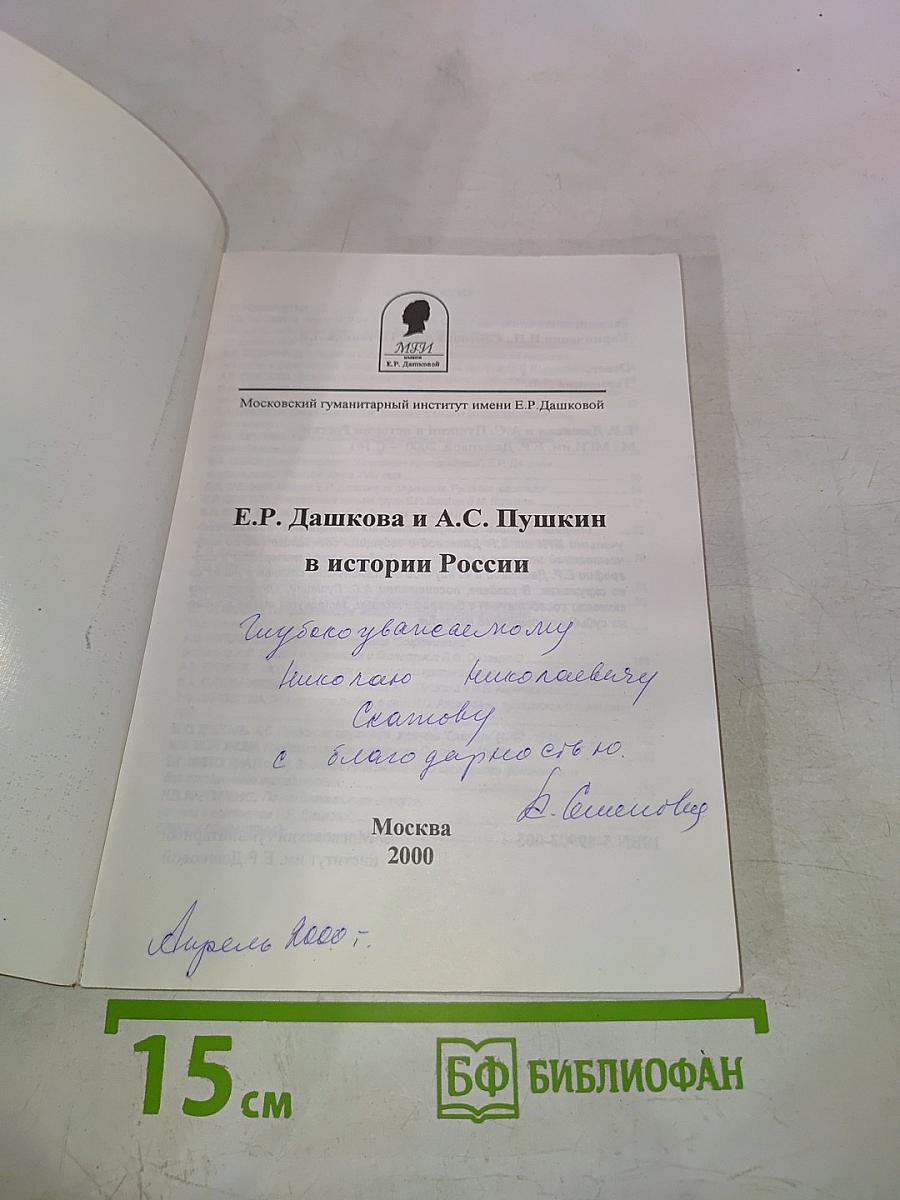 МГИ
имени
Е.Р. Дашковой
Московский гуманитарный институт имени Е.Р.Дашковой
Е.Р. Дашкова и А.С. Пушкин
в истории России
Глубокоуважаемому
Николаю Николаевичу
Скатову
с благодарностью.
Семенова
Москва
2000
Апрель 2000 г.
15 см
БФ БИБЛИОФАН